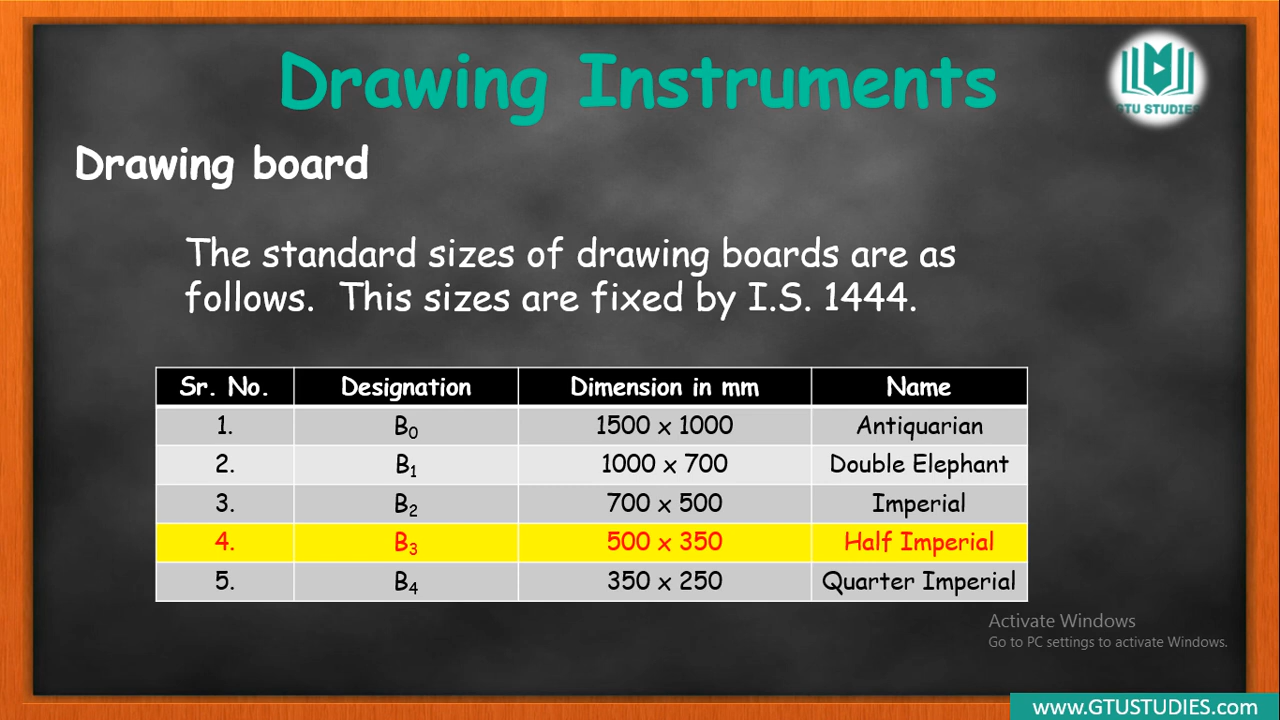 Drawing Instruments
GTU STUDIES
Drawing board
The standard sizes of drawing boards are as
follows. This sizes are fixed by I.S. 1444.
Sr. No. Designation Dimension in mm Name
1. B₀ 1500 x 1000 Antiquarian
2. B₁ 1000 x 700 Double Elephant
3. B₂ 700 x 500 Imperial
4. B₃ 500 x 350 Half Imperial
5. B₄ 350 x 250 Quarter Imperial
Activate Windows
Go to PC settings to activate Windows.
www.GTUSTUDIES.com